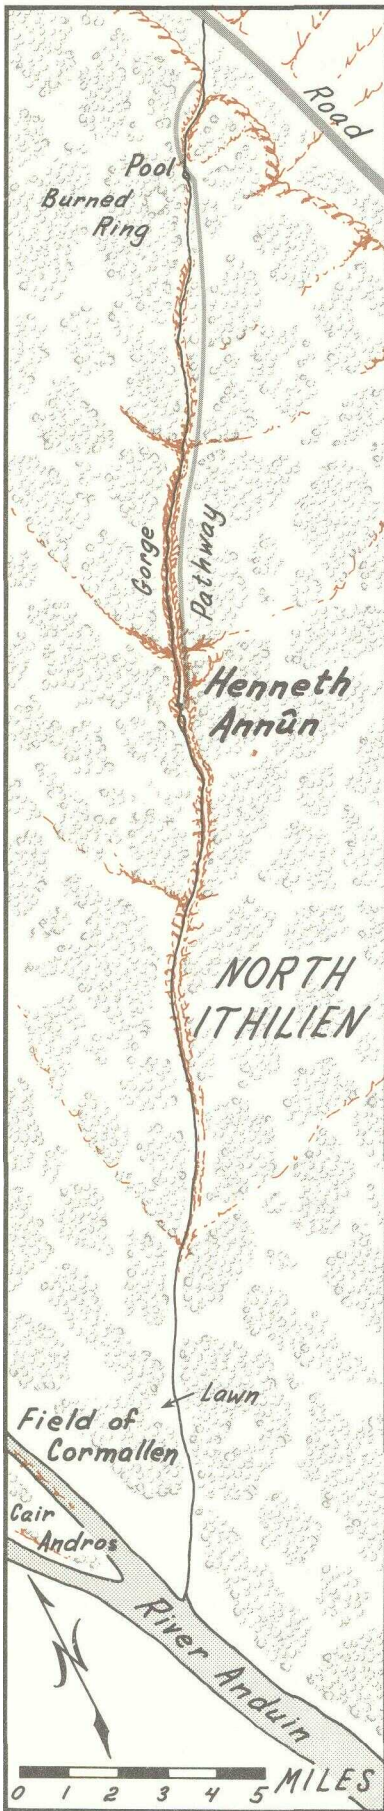 Road
Pool
Burned
Ring
Gorge
Pathway
Henneth
Annûn
NORTH
ITHILIEN
Lawn
Field of
Cormallen
Cair
Andros
River Anduin
N
0 1 2 3 4 5 MILES